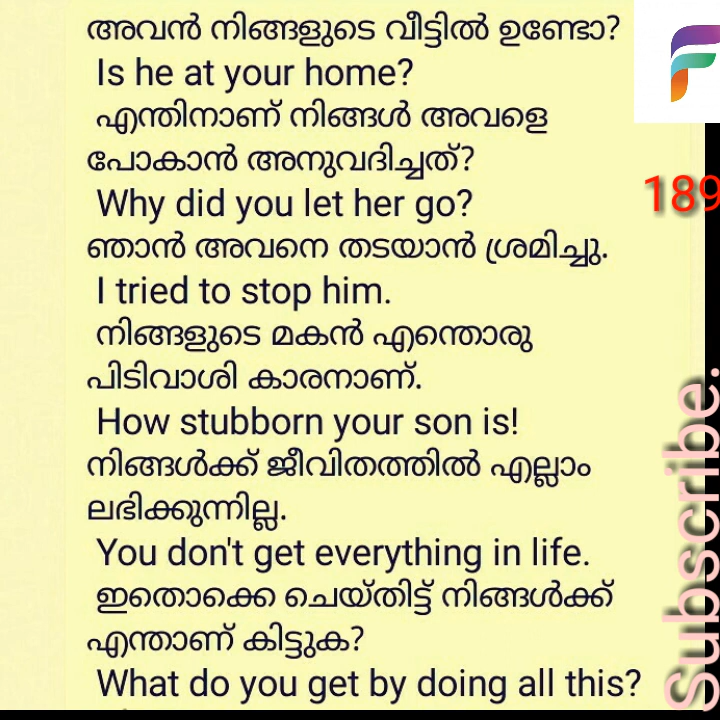 അവൻ നിങ്ങളുടെ വീട്ടിൽ ഉണ്ടോ?
Is he at your home?
എന്തിനാണ് നിങ്ങൾ അവളെ
പോകാൻ അനുവദിച്ചത്?
Why did you let her go?
ഞാൻ അവനെ തടയാൻ ശ്രമിച്ചു.
I tried to stop him.
നിങ്ങളുടെ മകൻ എന്തൊരു
പിടിവാശി കാരനാണ്.
How stubborn your son is!
നിങ്ങൾക്ക് ജീവിതത്തിൽ എല്ലാം
ലഭിക്കുന്നില്ല.
You don't get everything in life.
ഇതൊക്കെ ചെയ്തിട്ട് നിങ്ങൾക്ക്
എന്താണ് കിട്ടുക?
What do you get by doing all this?
189
Subscribe.